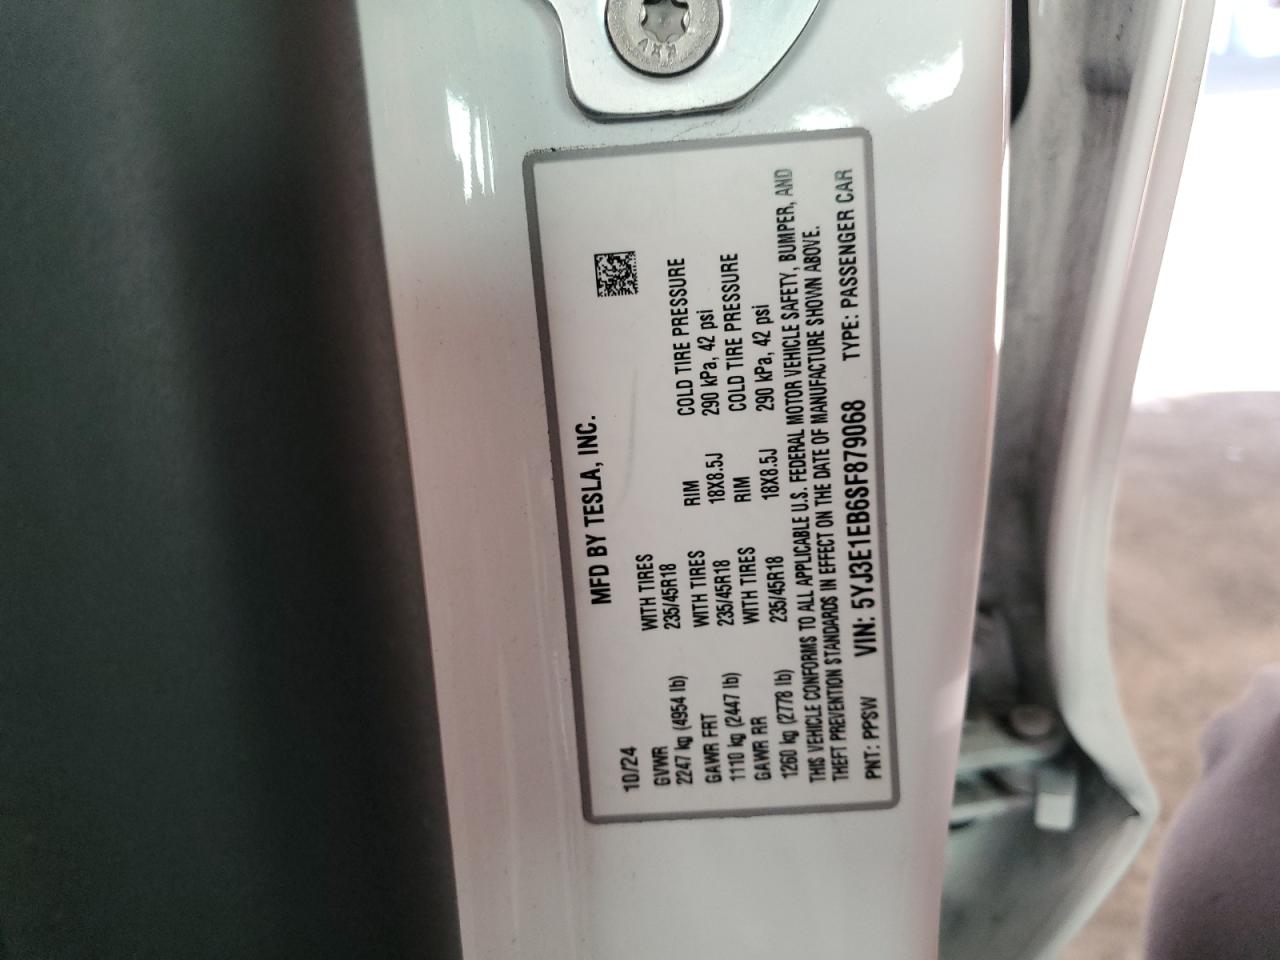 MFD BY TESLA, INC.
10/24
GVWR WITH TIRES RIM COLD TIRE PRESSURE
2247 kg (4954 lb) 235/45R18 18X8.5J 290 kPa, 42 psi
GAWR FRT WITH TIRES RIM COLD TIRE PRESSURE
1110 kg (2447 lb) 235/45R18 18X8.5J 290 kPa, 42 psi
GAWR RR WITH TIRES
1260 kg (2778 lb) 235/45R18
THIS VEHICLE CONFORMS TO ALL APPLICABLE U.S. FEDERAL MOTOR VEHICLE SAFETY, BUMPER, AND
THEFT PREVENTION STANDARDS IN EFFECT ON THE DATE OF MANUFACTURE SHOWN ABOVE.
PNT: PPSW VIN: 5YJ3E1EB6SF879068 TYPE: PASSENGER CAR